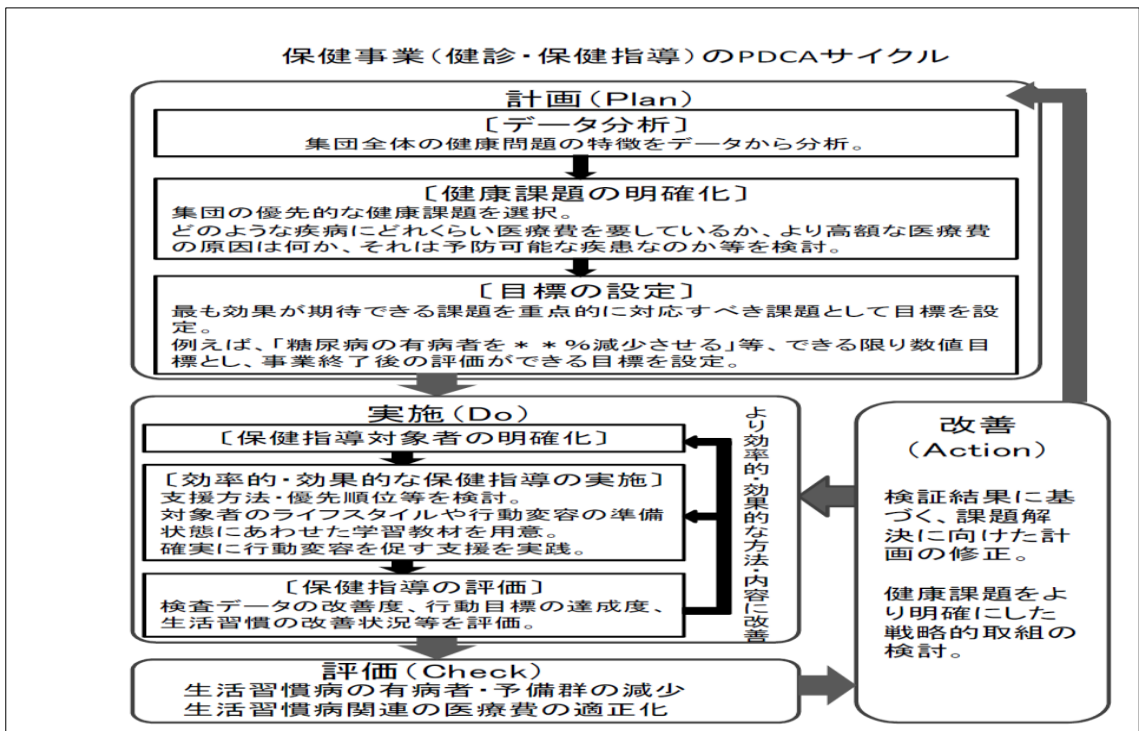 保健事業(健診・保健指導)のPDCAサイクル
計画(Plan)
〔データ分析〕
集団全体の健康問題の特徴をデータから分析。
〔健康課題の明確化〕
集団の優先的な健康課題を選択。
どのような疾病にどれくらい医療費を要しているか、より高額な医療費
の原因は何か、それは予防可能な疾患なのか等を検討。
〔目標の設定〕
最も効果が期待できる課題を重点的に対応すべき課題として目標を設
定。
例えば、「糖尿病の有病者を**%減少させる」等、できる限り数値目
標とし、事業終了後の評価ができる目標を設定。
実施(Do)
〔保健指導対象者の明確化〕
〔効率的・効果的な保健指導の実施〕
支援方法・優先順位等を検討。
対象者のライフスタイルや行動変容の準備
状態にあわせた学習教材を用意。
確実に行動変容を促す支援を実践。
〔保健指導の評価〕
検査データの改善度、行動目標の達成度、
生活習慣の改善状況等を評価。
より効率的・効果的な方法・内容に改善
評価(Check)
生活習慣病の有病者・予備群の減少
生活習慣病関連の医療費の適正化
改善
(Action)
検証結果に基
づく、課題解
決に向けた計
画の修正。
健康課題をよ
り明確にした
戦略的取組の
検討。